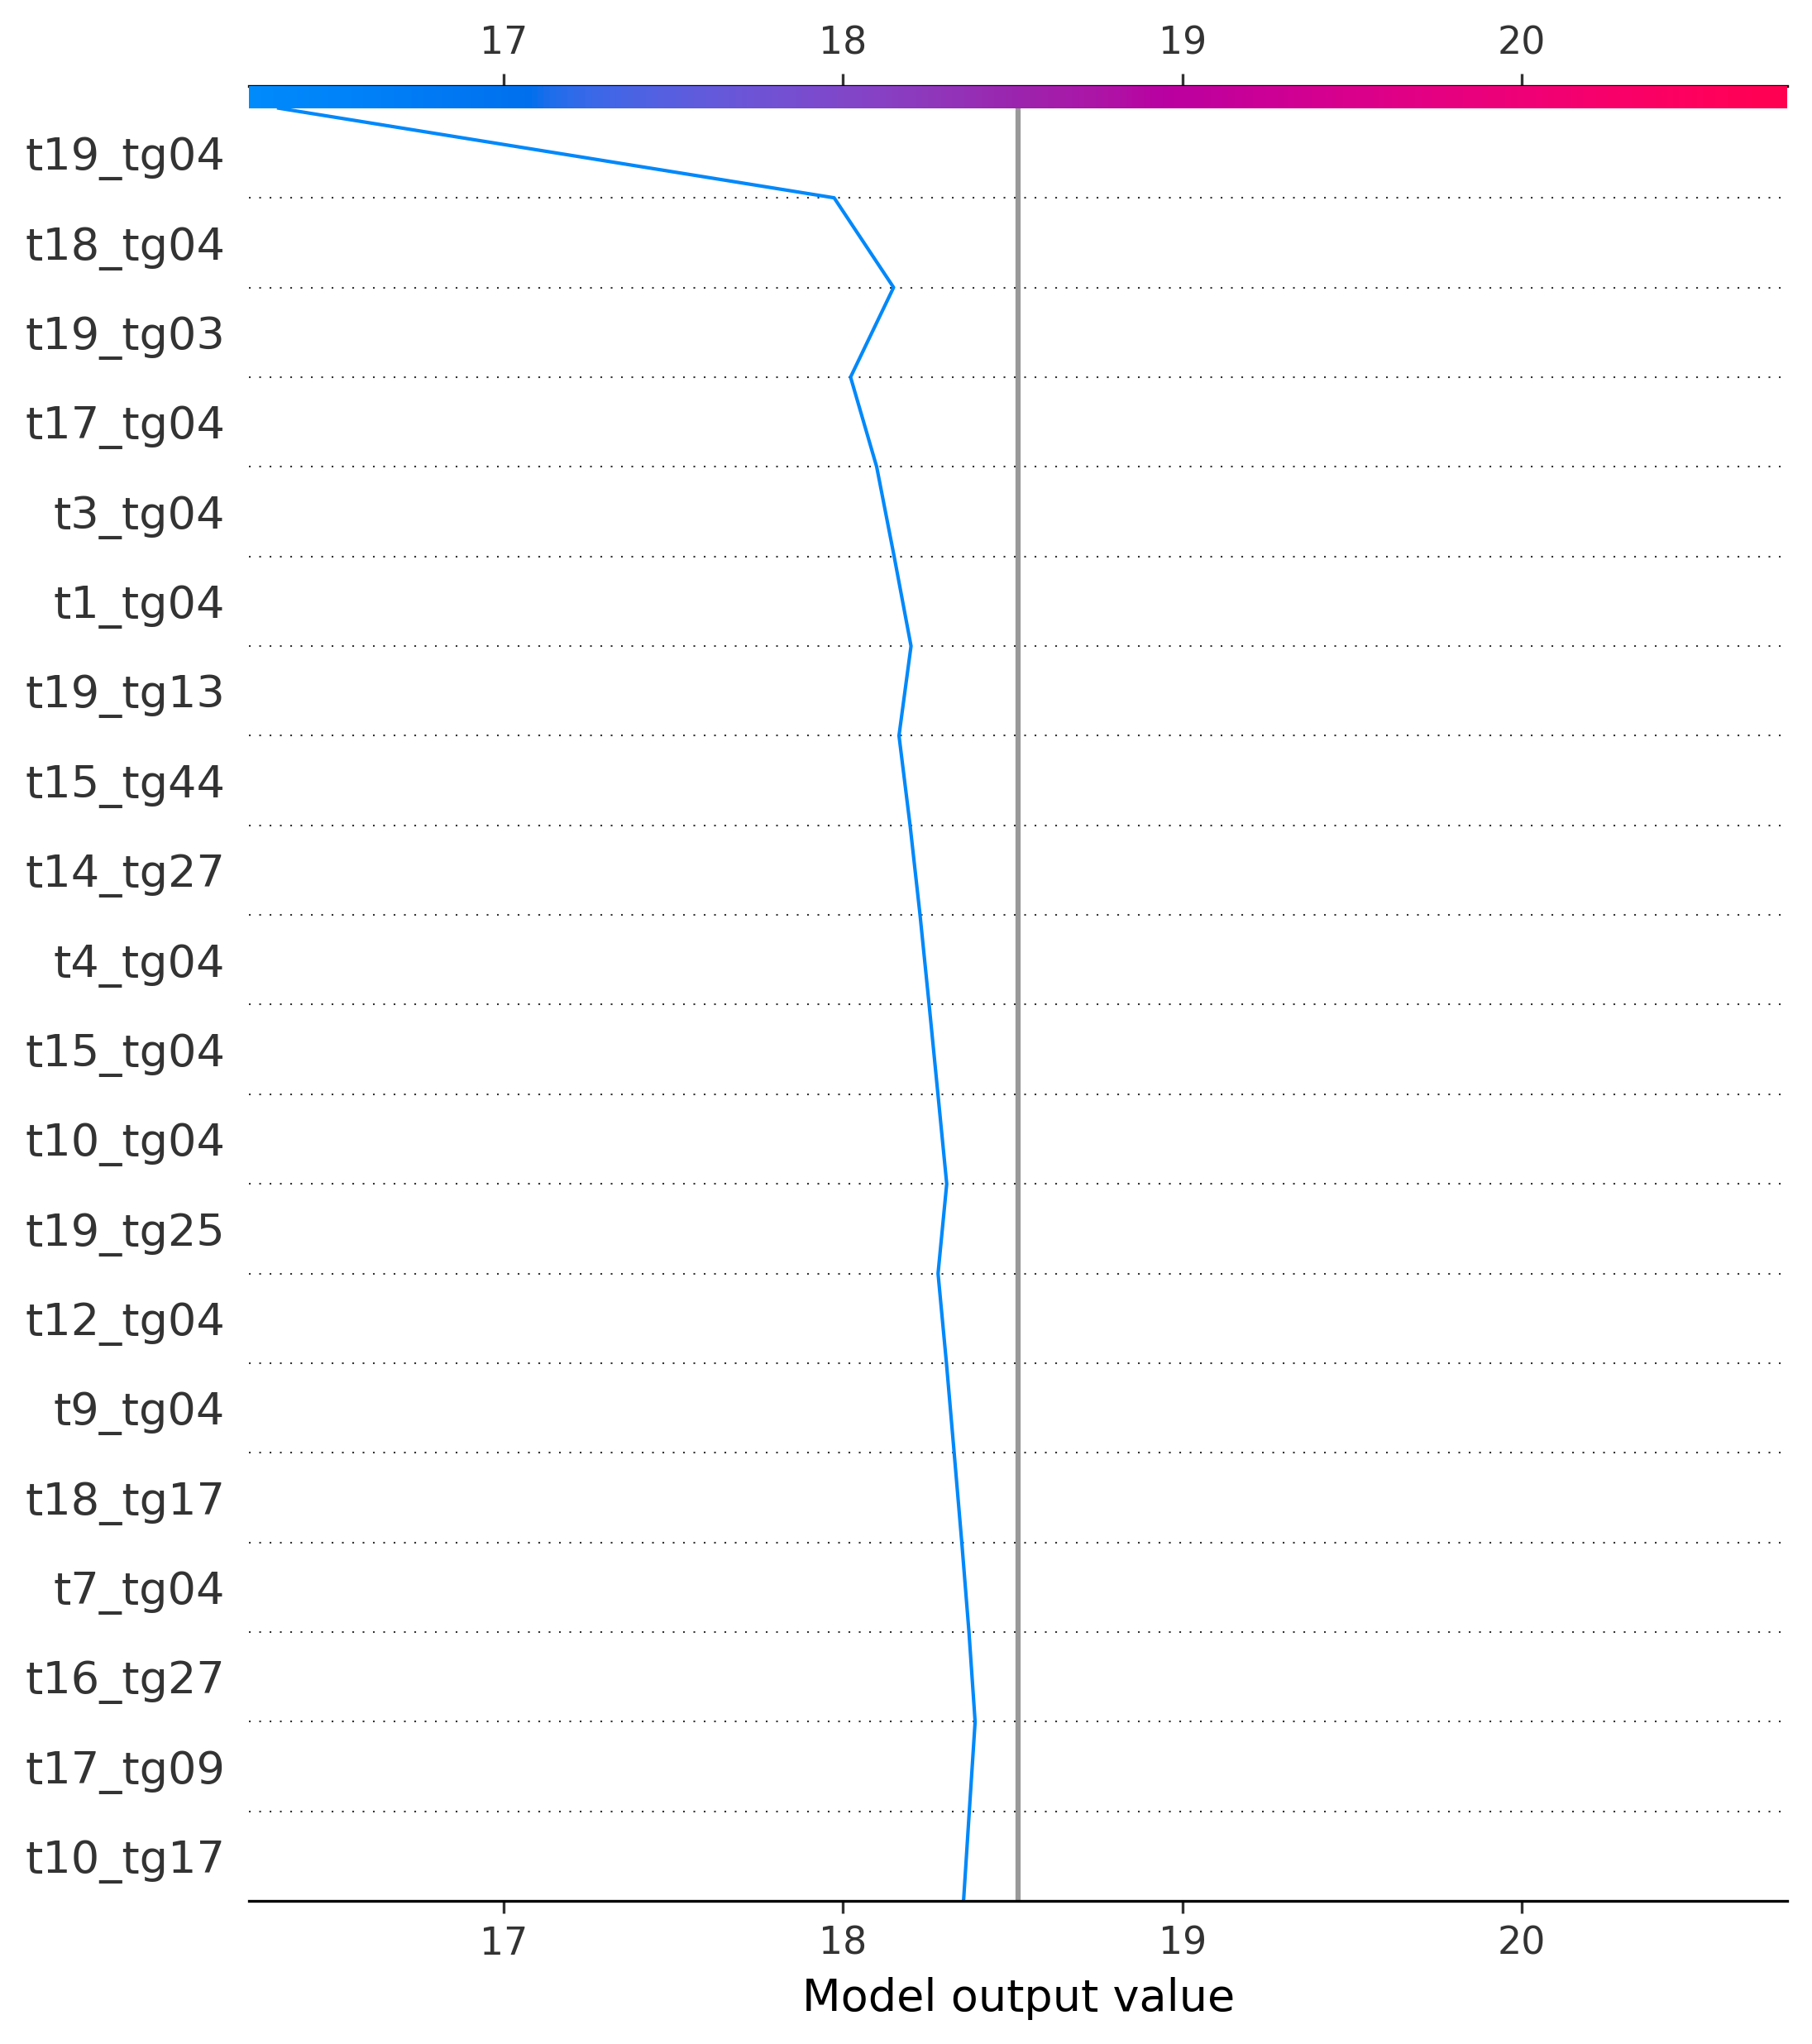 17 18 19 20
t19_tg04
t18_tg04
t19_tg03
t17_tg04
t3_tg04
t1_tg04
t19_tg13
t15_tg44
t14_tg27
t4_tg04
t15_tg04
t10_tg04
t19_tg25
t12_tg04
t9_tg04
t18_tg17
t7_tg04
t16_tg27
t17_tg09
t10_tg17
17 18 19 20
Model output value